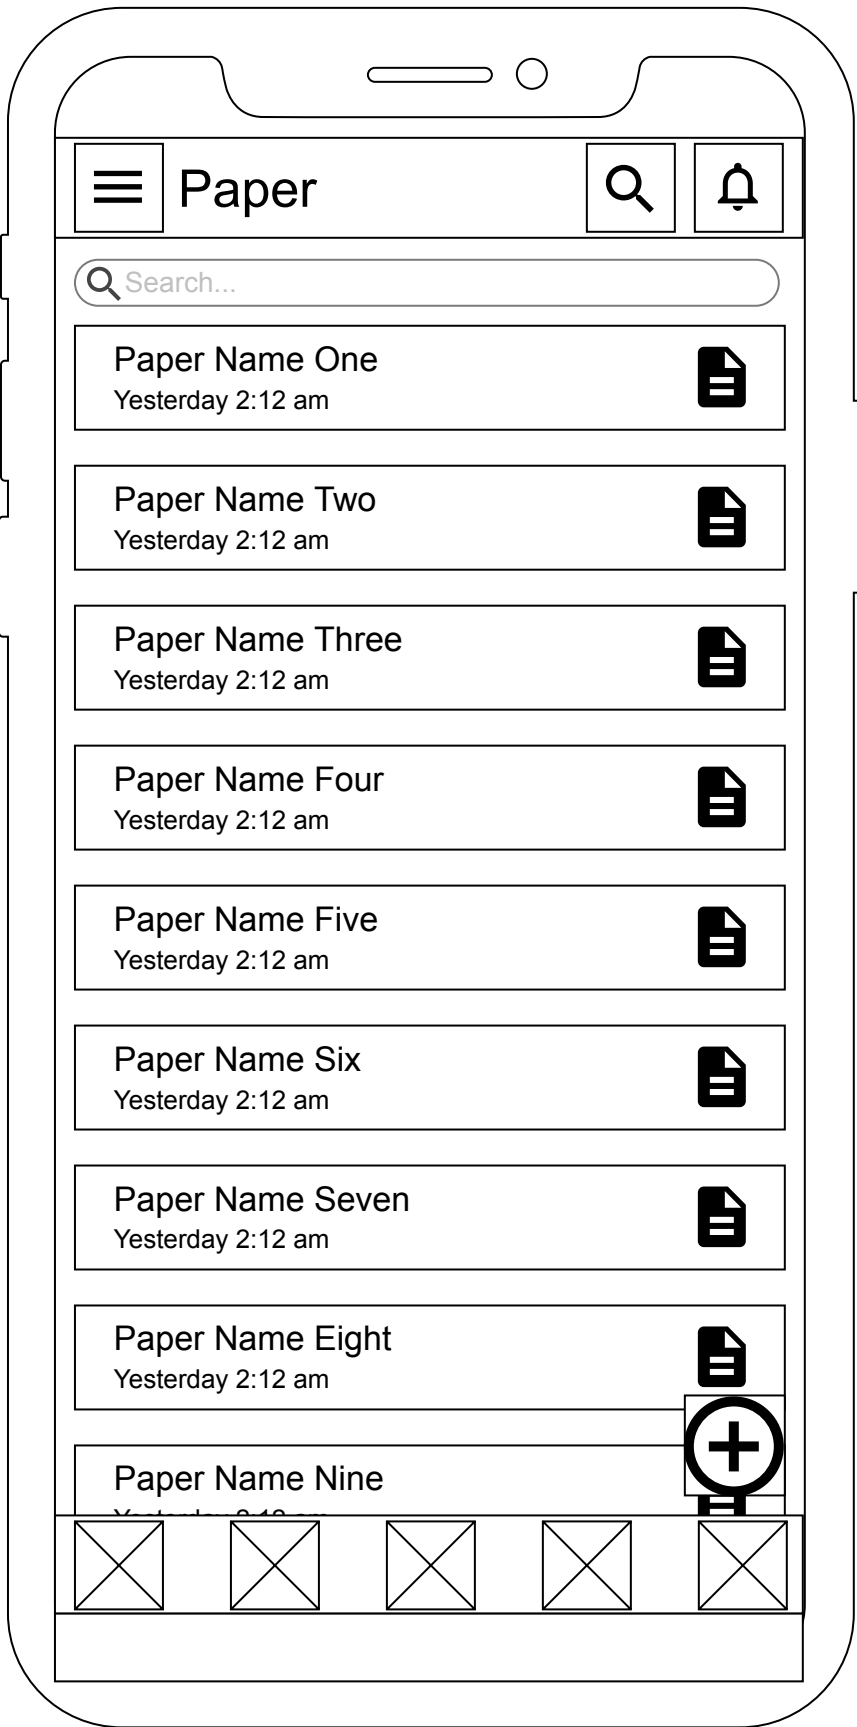 Paper
Search...
Paper Name One
Yesterday 2:12 am
Paper Name Two
Yesterday 2:12 am
Paper Name Three
Yesterday 2:12 am
Paper Name Four
Yesterday 2:12 am
Paper Name Five
Yesterday 2:12 am
Paper Name Six
Yesterday 2:12 am
Paper Name Seven
Yesterday 2:12 am
Paper Name Eight
Yesterday 2:12 am
Paper Name Nine